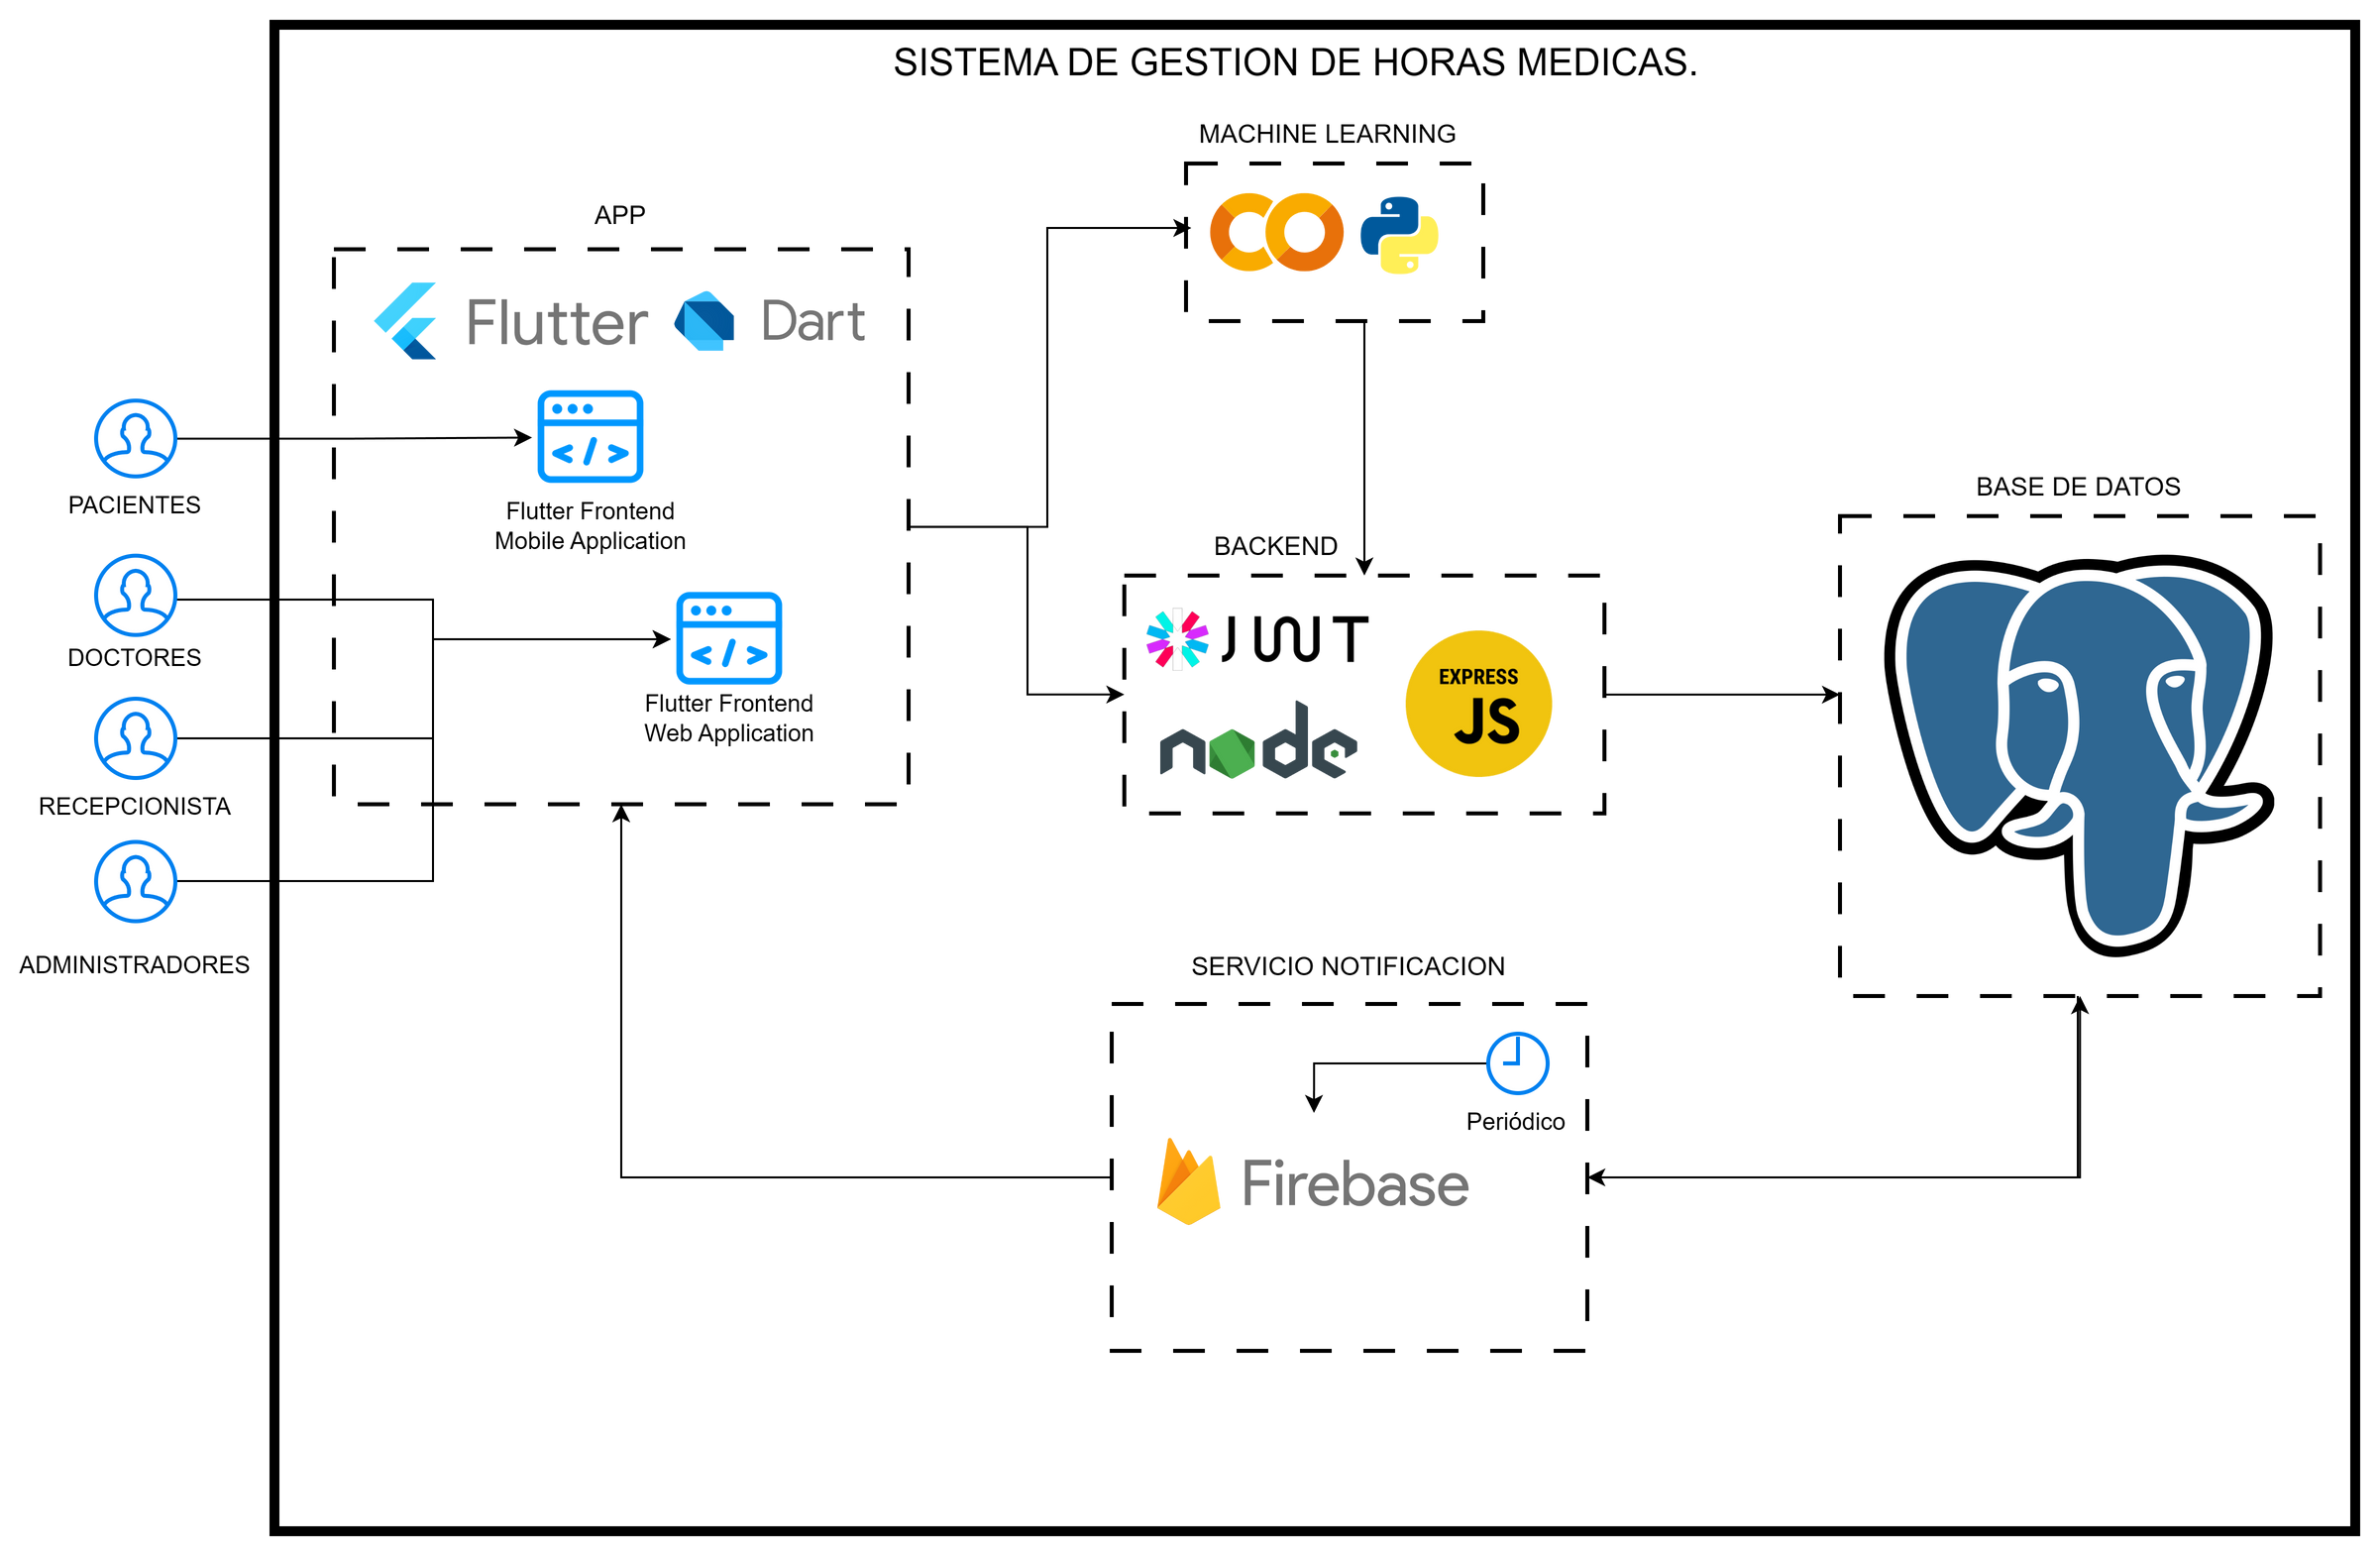 SISTEMA DE GESTION DE HORAS MEDICAS.
MACHINE LEARNING
APP
Flutter
Dart
PACIENTES
Flutter Frontend
Mobile Application
DOCTORES
Flutter Frontend
Web Application
RECEPCIONISTA
ADMINISTRADORES
BACKEND
JWT
EXPRESS
JS
node
BASE DE DATOS
SERVICIO NOTIFICACION
Periódico
Firebase